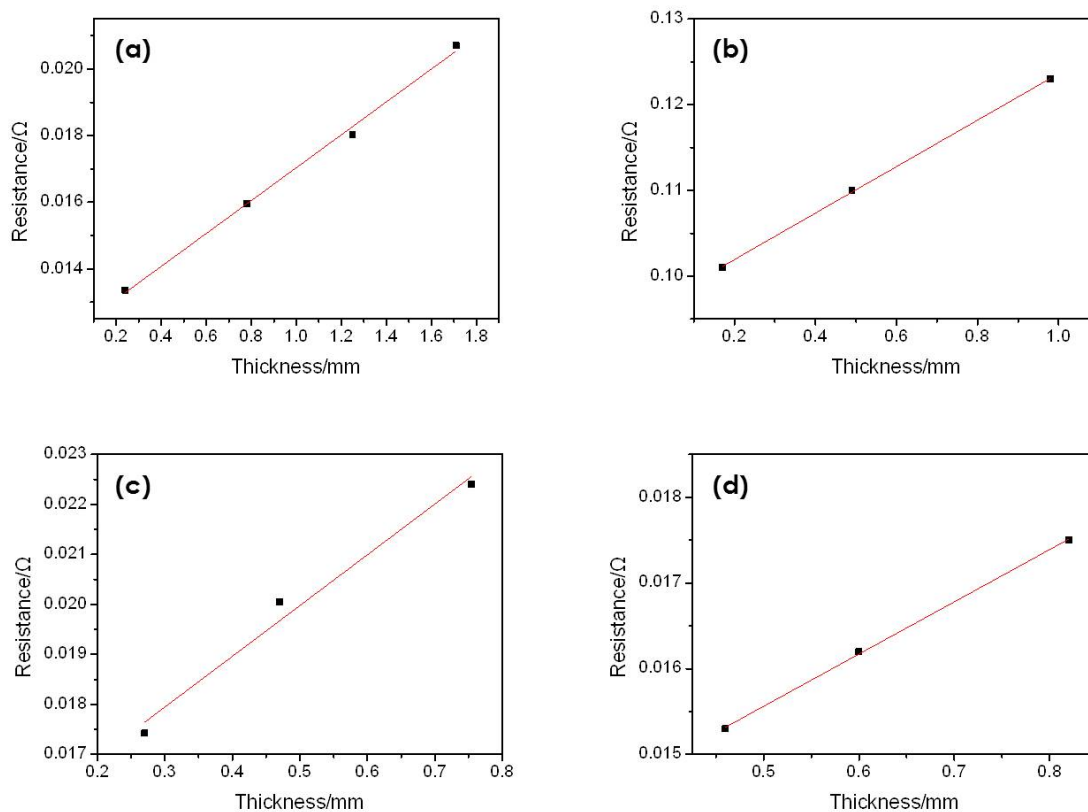 (a)
Resistance/Ω
0.020
0.018
0.016
0.014
0.2 0.4 0.6 0.8 1.0 1.2 1.4 1.6 1.8
Thickness/mm
(b)
Resistance/Ω
0.13
0.12
0.11
0.10
0.2 0.4 0.6 0.8 1.0
Thickness/mm
(c)
Resistance/Ω
0.023
0.022
0.021
0.020
0.019
0.018
0.017
0.2 0.3 0.4 0.5 0.6 0.7 0.8
Thickness/mm
(d)
Resistance/Ω
0.018
0.017
0.016
0.015
0.5 0.6 0.7 0.8
Thickness/mm